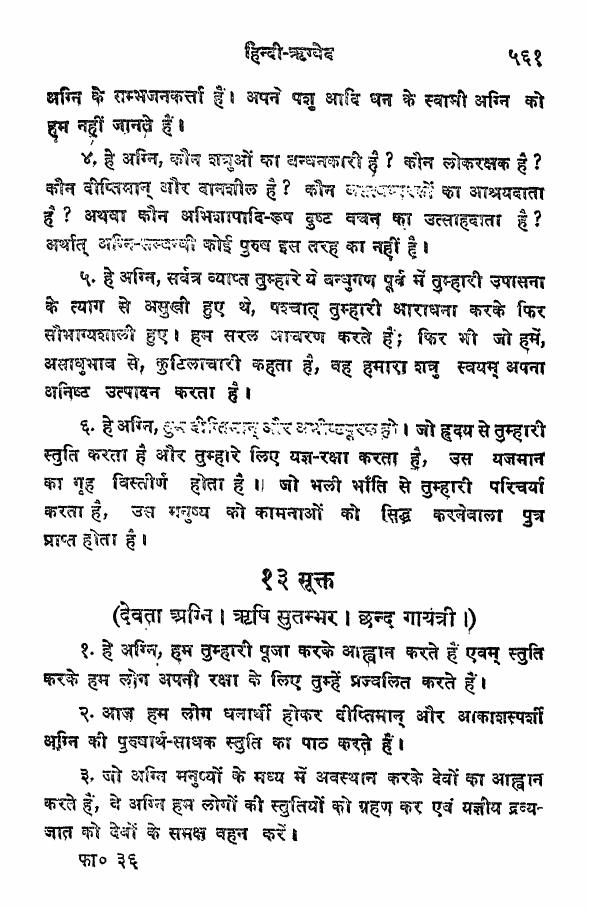 हिन्दी-ऋग्वेद ५६१
अग्नि के सम्भजनकर्त्ता हैं। अपने पशु आदि धन के स्वामी अग्नि को
हम नहीं जानते हैं।
४. हे अग्नि, कौन शत्रुओं का बन्धनकारी है? कौन लोकरक्षक है?
कौन दीप्तिमान् और दानशील है? कौन का आश्रयदाता
है? अथवा कौन अभिशापादि-रूप दुष्ट वचन का उत्साहदाता है?
अर्थात् अग्नि-सम्बन्धी कोई पुरुष इस तरह का नहीं है।
५. हे अग्नि, सर्वत्र व्याप्त तुम्हारे ये बन्धुगण पूर्व में तुम्हारी उपासना
के त्याग से असुखी हुए थे, पश्चात् तुम्हारी आराधना करके फिर
सौभाग्यशाली हुए। हम सरल आचरण करते हैं; फिर भी जो हमें,
असाधुभाव से, कुटिलाचारी कहता है, वह हमारा शत्रु स्वयम् अपना
अनिष्ट उत्पादन करता है।
६. हे अग्नि, तुम दीप्तिमान् और अभीष्टपूरक हो। जो हृदय से तुम्हारी
स्तुति करता है और तुम्हारे लिए यज्ञ-रक्षा करता है, उस यजमान
का गृह विस्तीर्ण होता है।। जो भली भाँति से तुम्हारी परिचर्या
करता है, उस मनुष्य को कामनाओं को सिद्ध करनेवाला पुत्र
प्राप्त होता है।
१३ सूक्त
(देवता अग्नि। ऋषि सुतम्भर। छन्द गायत्री।)
१. हे अग्नि, हम तुम्हारी पूजा करके आह्वान करते हैं एवम् स्तुति
करके हम लोग अपनी रक्षा के लिए तुम्हें प्रज्वलित करते हैं।
२. आज हम लोग धनार्थी होकर दीप्तिमान् और आकाशस्पर्शी
अग्नि की पुरुषार्थ-साधक स्तुति का पाठ करते हैं।
३. जो अग्नि मनुष्यों के मध्य में अवस्थान करके देवों का आह्वान
करते हैं, वे अग्नि हम लोगों की स्तुतियों को ग्रहण कर एवं यज्ञीय द्रव्य-
जात को देवों के समक्ष वहन करें।
फा० ३६